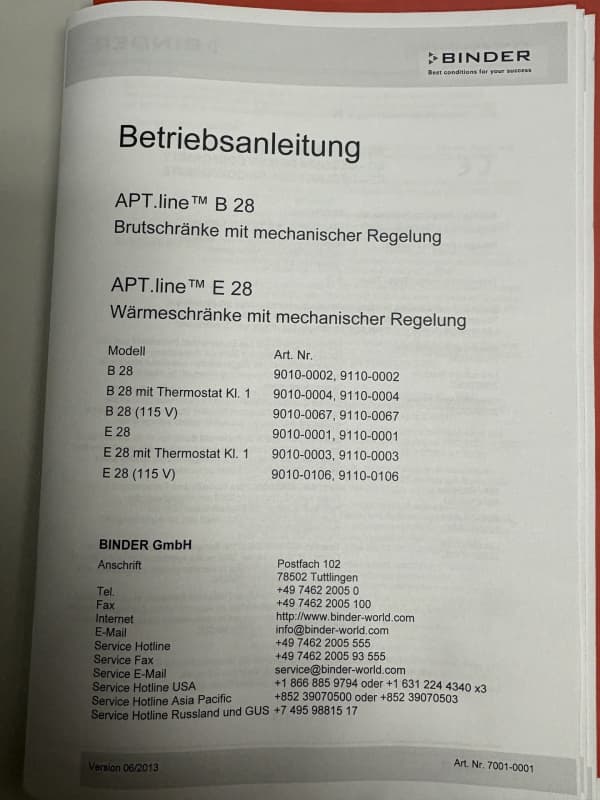 BINDER
Best conditions for your success
Betriebsanleitung
APT.line™ B 28
Brutschränke mit mechanischer Regelung
APT.line™ E 28
Wärmeschränke mit mechanischer Regelung
Modell Art. Nr.
B 28 9010-0002, 9110-0002
B 28 mit Thermostat Kl. 1 9010-0004, 9110-0004
B 28 (115 V) 9010-0067, 9110-0067
E 28 9010-0001, 9110-0001
E 28 mit Thermostat Kl. 1 9010-0003, 9110-0003
E 28 (115 V) 9010-0106, 9110-0106
BINDER GmbH
Anschrift Postfach 102
78502 Tuttlingen
Tel. +49 7462 2005 0
Fax +49 7462 2005 100
Internet http://www.binder-world.com
E-Mail info@binder-world.com
Service Hotline +49 7462 2005 555
Service Fax +49 7462 2005 93 555
Service E-Mail service@binder-world.com
Service Hotline USA +1 866 885 9794 oder +1 631 224 4340 x3
Service Hotline Asia Pacific +852 39070500 oder +852 39070503
Service Hotline Russland und GUS +7 495 98815 17
Version 06/2013 Art. Nr. 7001-0001